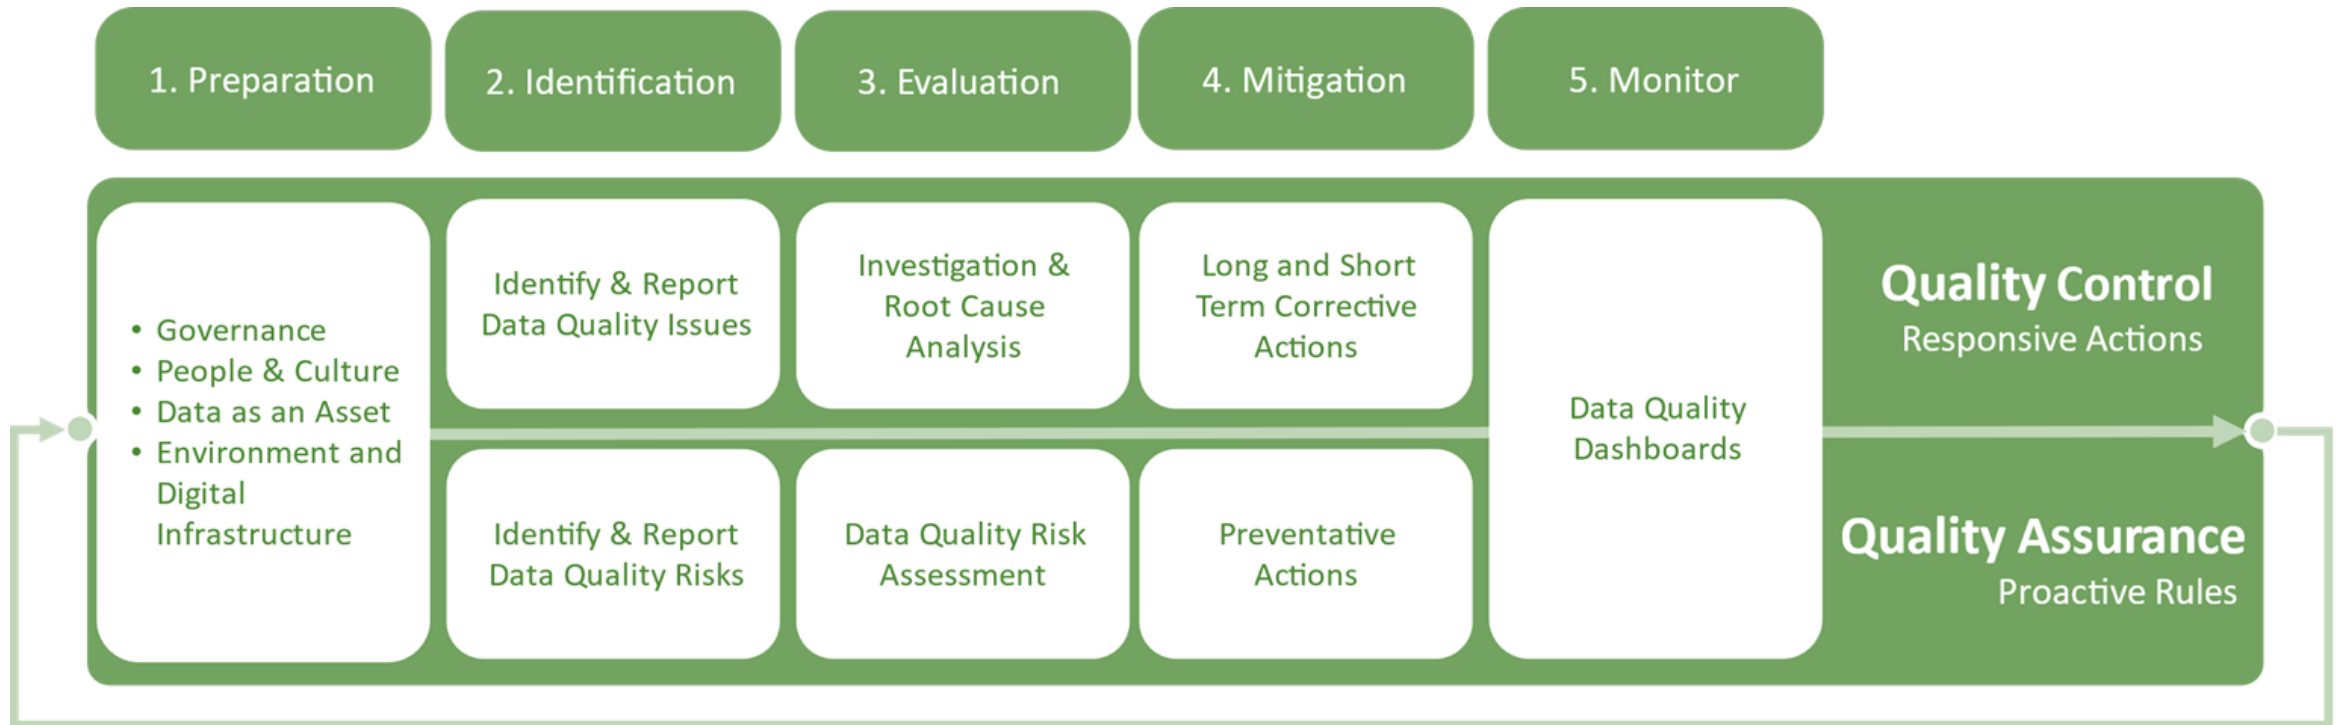 1. Preparation
2. Identification
3. Evaluation
4. Mitigation
5. Monitor
• Governance
• People & Culture
• Data as an Asset
• Environment and
Digital
Infrastructure
Identify & Report
Data Quality Issues
Investigation &
Root Cause
Analysis
Long and Short
Term Corrective
Actions
Data Quality
Dashboards
Quality Control
Responsive Actions
Identify & Report
Data Quality Risks
Data Quality Risk
Assessment
Preventative
Actions
Quality Assurance
Proactive Rules